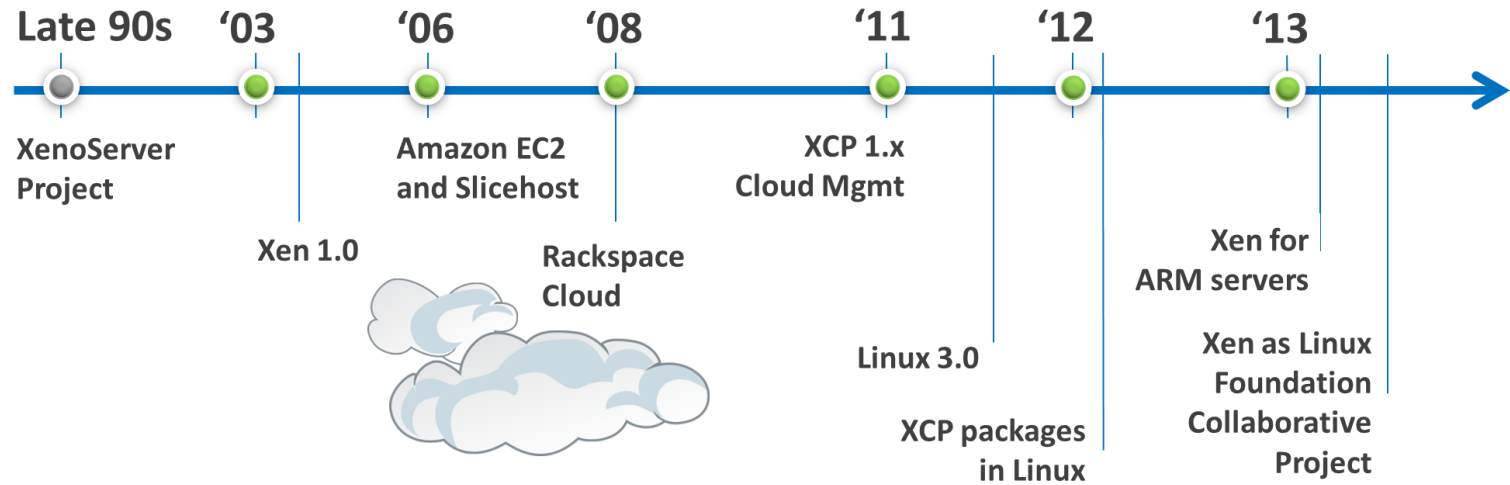 Late 90s
‘03
‘06
‘08
‘11
‘12
‘13
XenoServer
Project
Xen 1.0
Amazon EC2
and Slicehost
Rackspace
Cloud
XCP 1.x
Cloud Mgmt
Linux 3.0
XCP packages
in Linux
Xen for
ARM servers
Xen as Linux
Foundation
Collaborative
Project